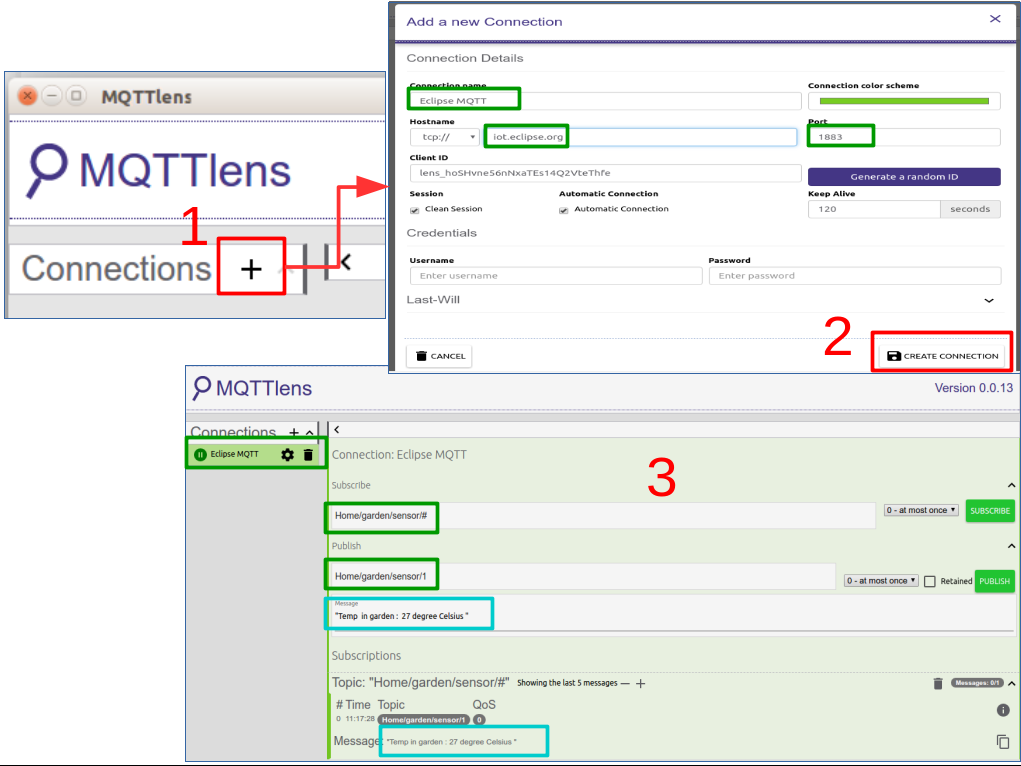 MQTTlens
MQTTlens
1
Connections +
Add a new Connection
Connection Details
Connection name
Connection color scheme
Eclipse MQTT
Hostname
Port
tcp:// iot.eclipse.org
1883
Client ID
lens_hoSHvne56nNxaTEs14Q2VteThfe
Generate a random ID
Session
Automatic Connection
Keep Alive
Clean Session
Automatic Connection
120 seconds
Credentials
Username
Password
Enter username
Enter password
Last-Will
2
CANCEL
CREATE CONNECTION
MQTTlens
Version 0.0.13
Connections +
Eclipse MQTT
Connection: Eclipse MQTT
3
Subscribe
Home/garden/sensor/#
0 - at most once
SUBSCRIBE
Publish
Home/garden/sensor/1
0 - at most once
Retained
PUBLISH
Message
"Temp in garden : 27 degree Celsius "
Subscriptions
Topic: "Home/garden/sensor/#" Showing the last 5 messages — +
Messages: 0/1
# Time Topic QoS
0 11:17:28 Home/garden/sensor/1 0
Message: "Temp in garden : 27 degree Celsius "